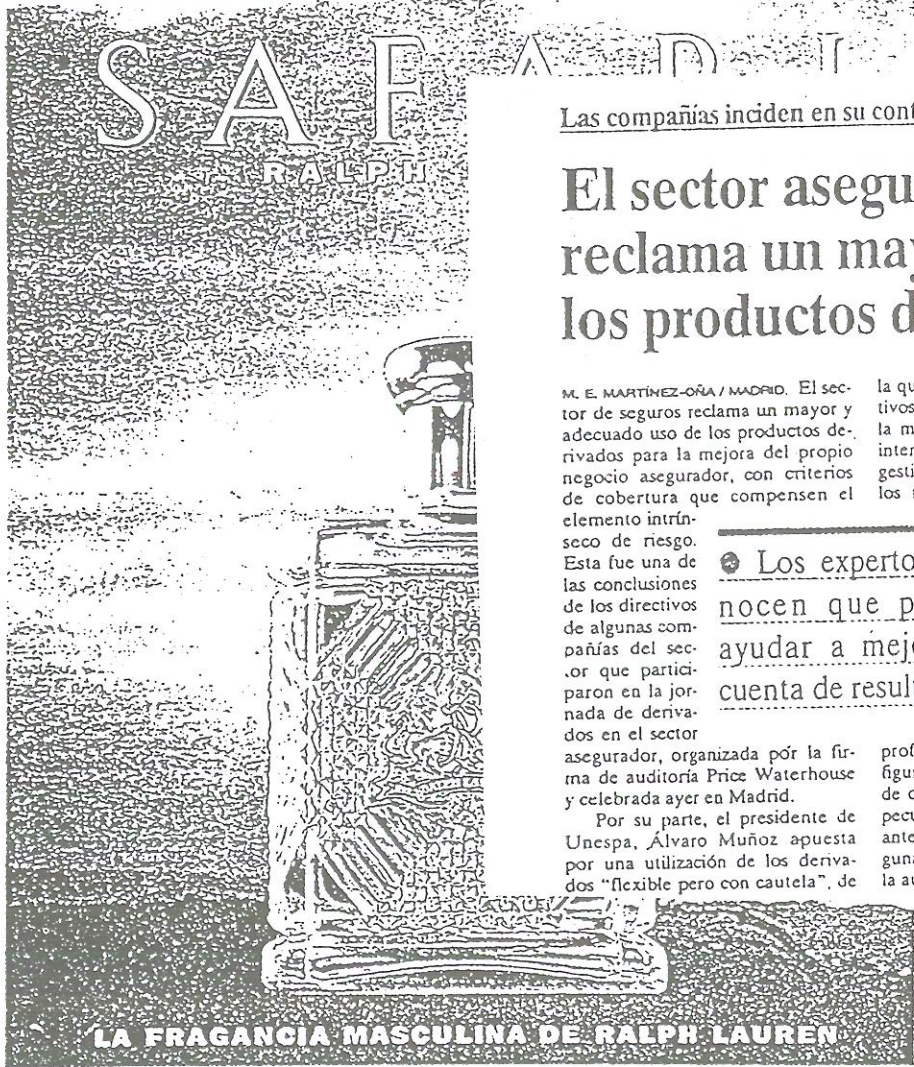 SAFARI
RALPH
Las compañías inciden en su cont
El sector asegu
reclama un may
los productos d
M. E. MARTÍNEZ-OÑA / MADRID. El sec-
tor de seguros reclama un mayor y
adecuado uso de los productos de-
rivados para la mejora del propio
negocio asegurador, con criterios
de cobertura que compensen el
elemento intrín-
seco de riesgo.
Esta fue una de
las conclusiones
de los directivos
de algunas com-
pañías del sec-
.or que partici-
paron en la jor-
nada de deriva-
dos en el sector
asegurador, organizada por la fir-
ma de auditoría Price Waterhouse
y celebrada ayer en Madrid.
Por su parte, el presidente de
Unespa, Álvaro Muñoz apuesta
por una utilización de los deriva-
dos "flexible pero con cautela", de
Los experto
nocen que p
ayudar a mejo
cuenta de resul
la qu
tivos
la m
inter
gesti
los
prof
figur
de c
pecu
ante
guna
la au
LA FRAGANCIA MASCULINA DE RALPH LAUREN